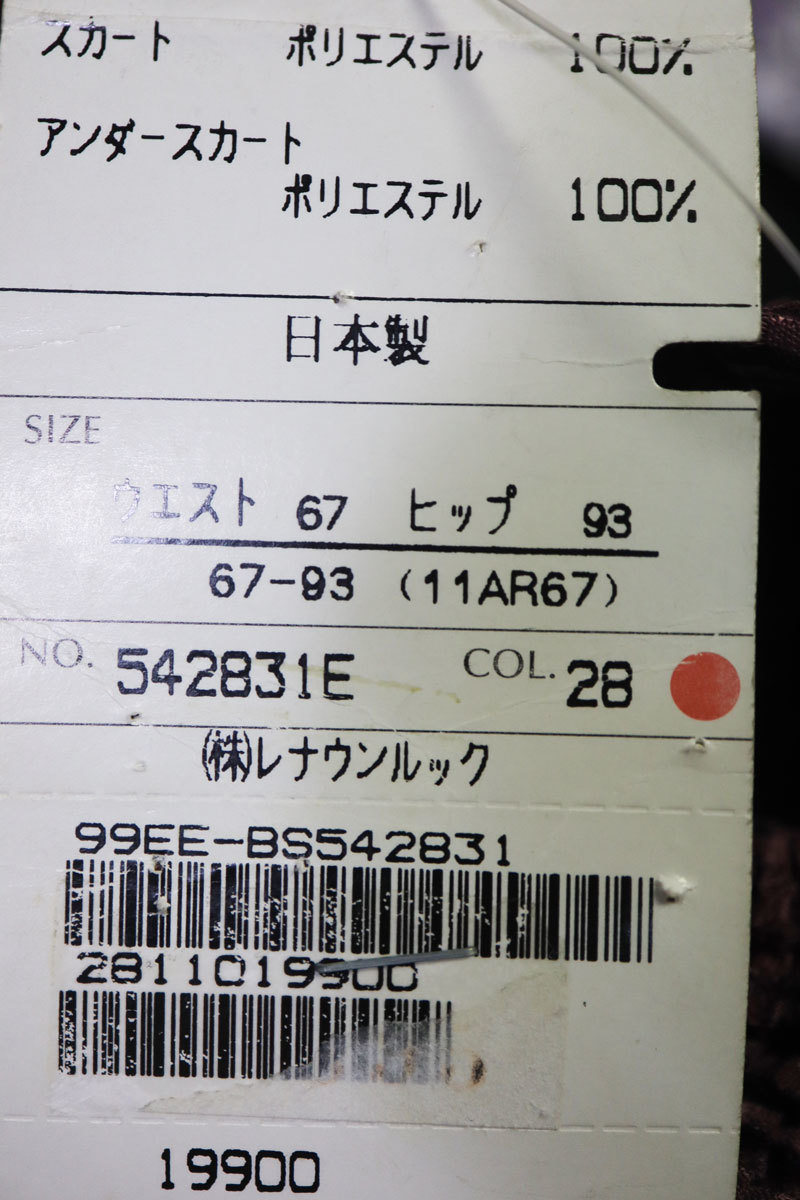 スカート ポリエステル 100%
アンダースカート
ポリエステル 100%
日本製
SIZE
ウエスト 67 ヒップ 93
67-93 (11AR67)
NO. 542831E COL. 28
㈱レナウンルック
99EE-BS542831
2811019900
19900